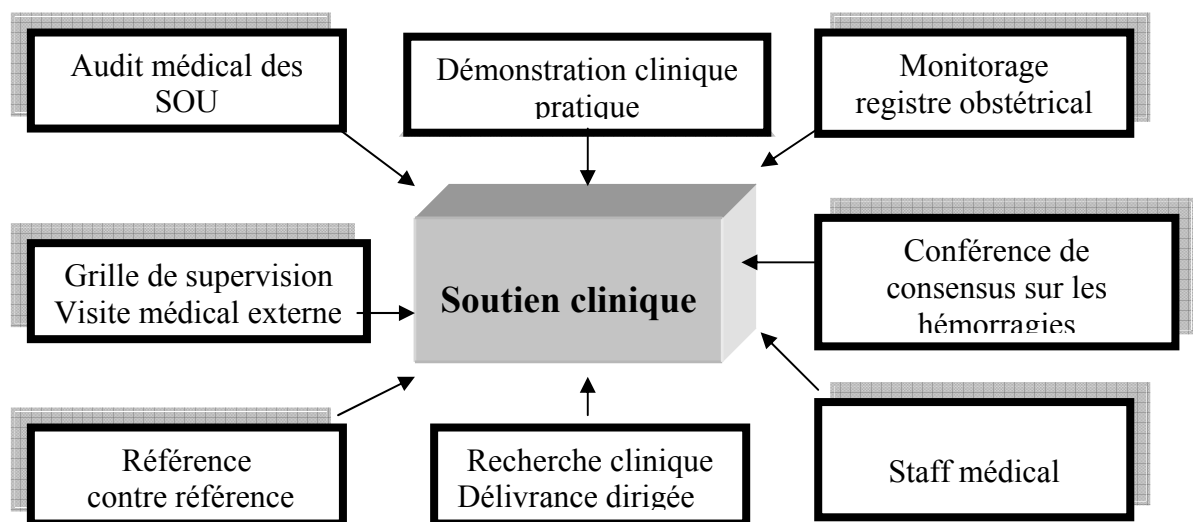 Audit médical des
SOU
Démonstration clinique
pratique
Monitorage
registre obstétrical
Grille de supervision
Visite médical externe
Soutien clinique
Conférence de
consensus sur les
hémorragies
Référence
contre référence
Recherche clinique
Délivrance dirigée
Staff médical